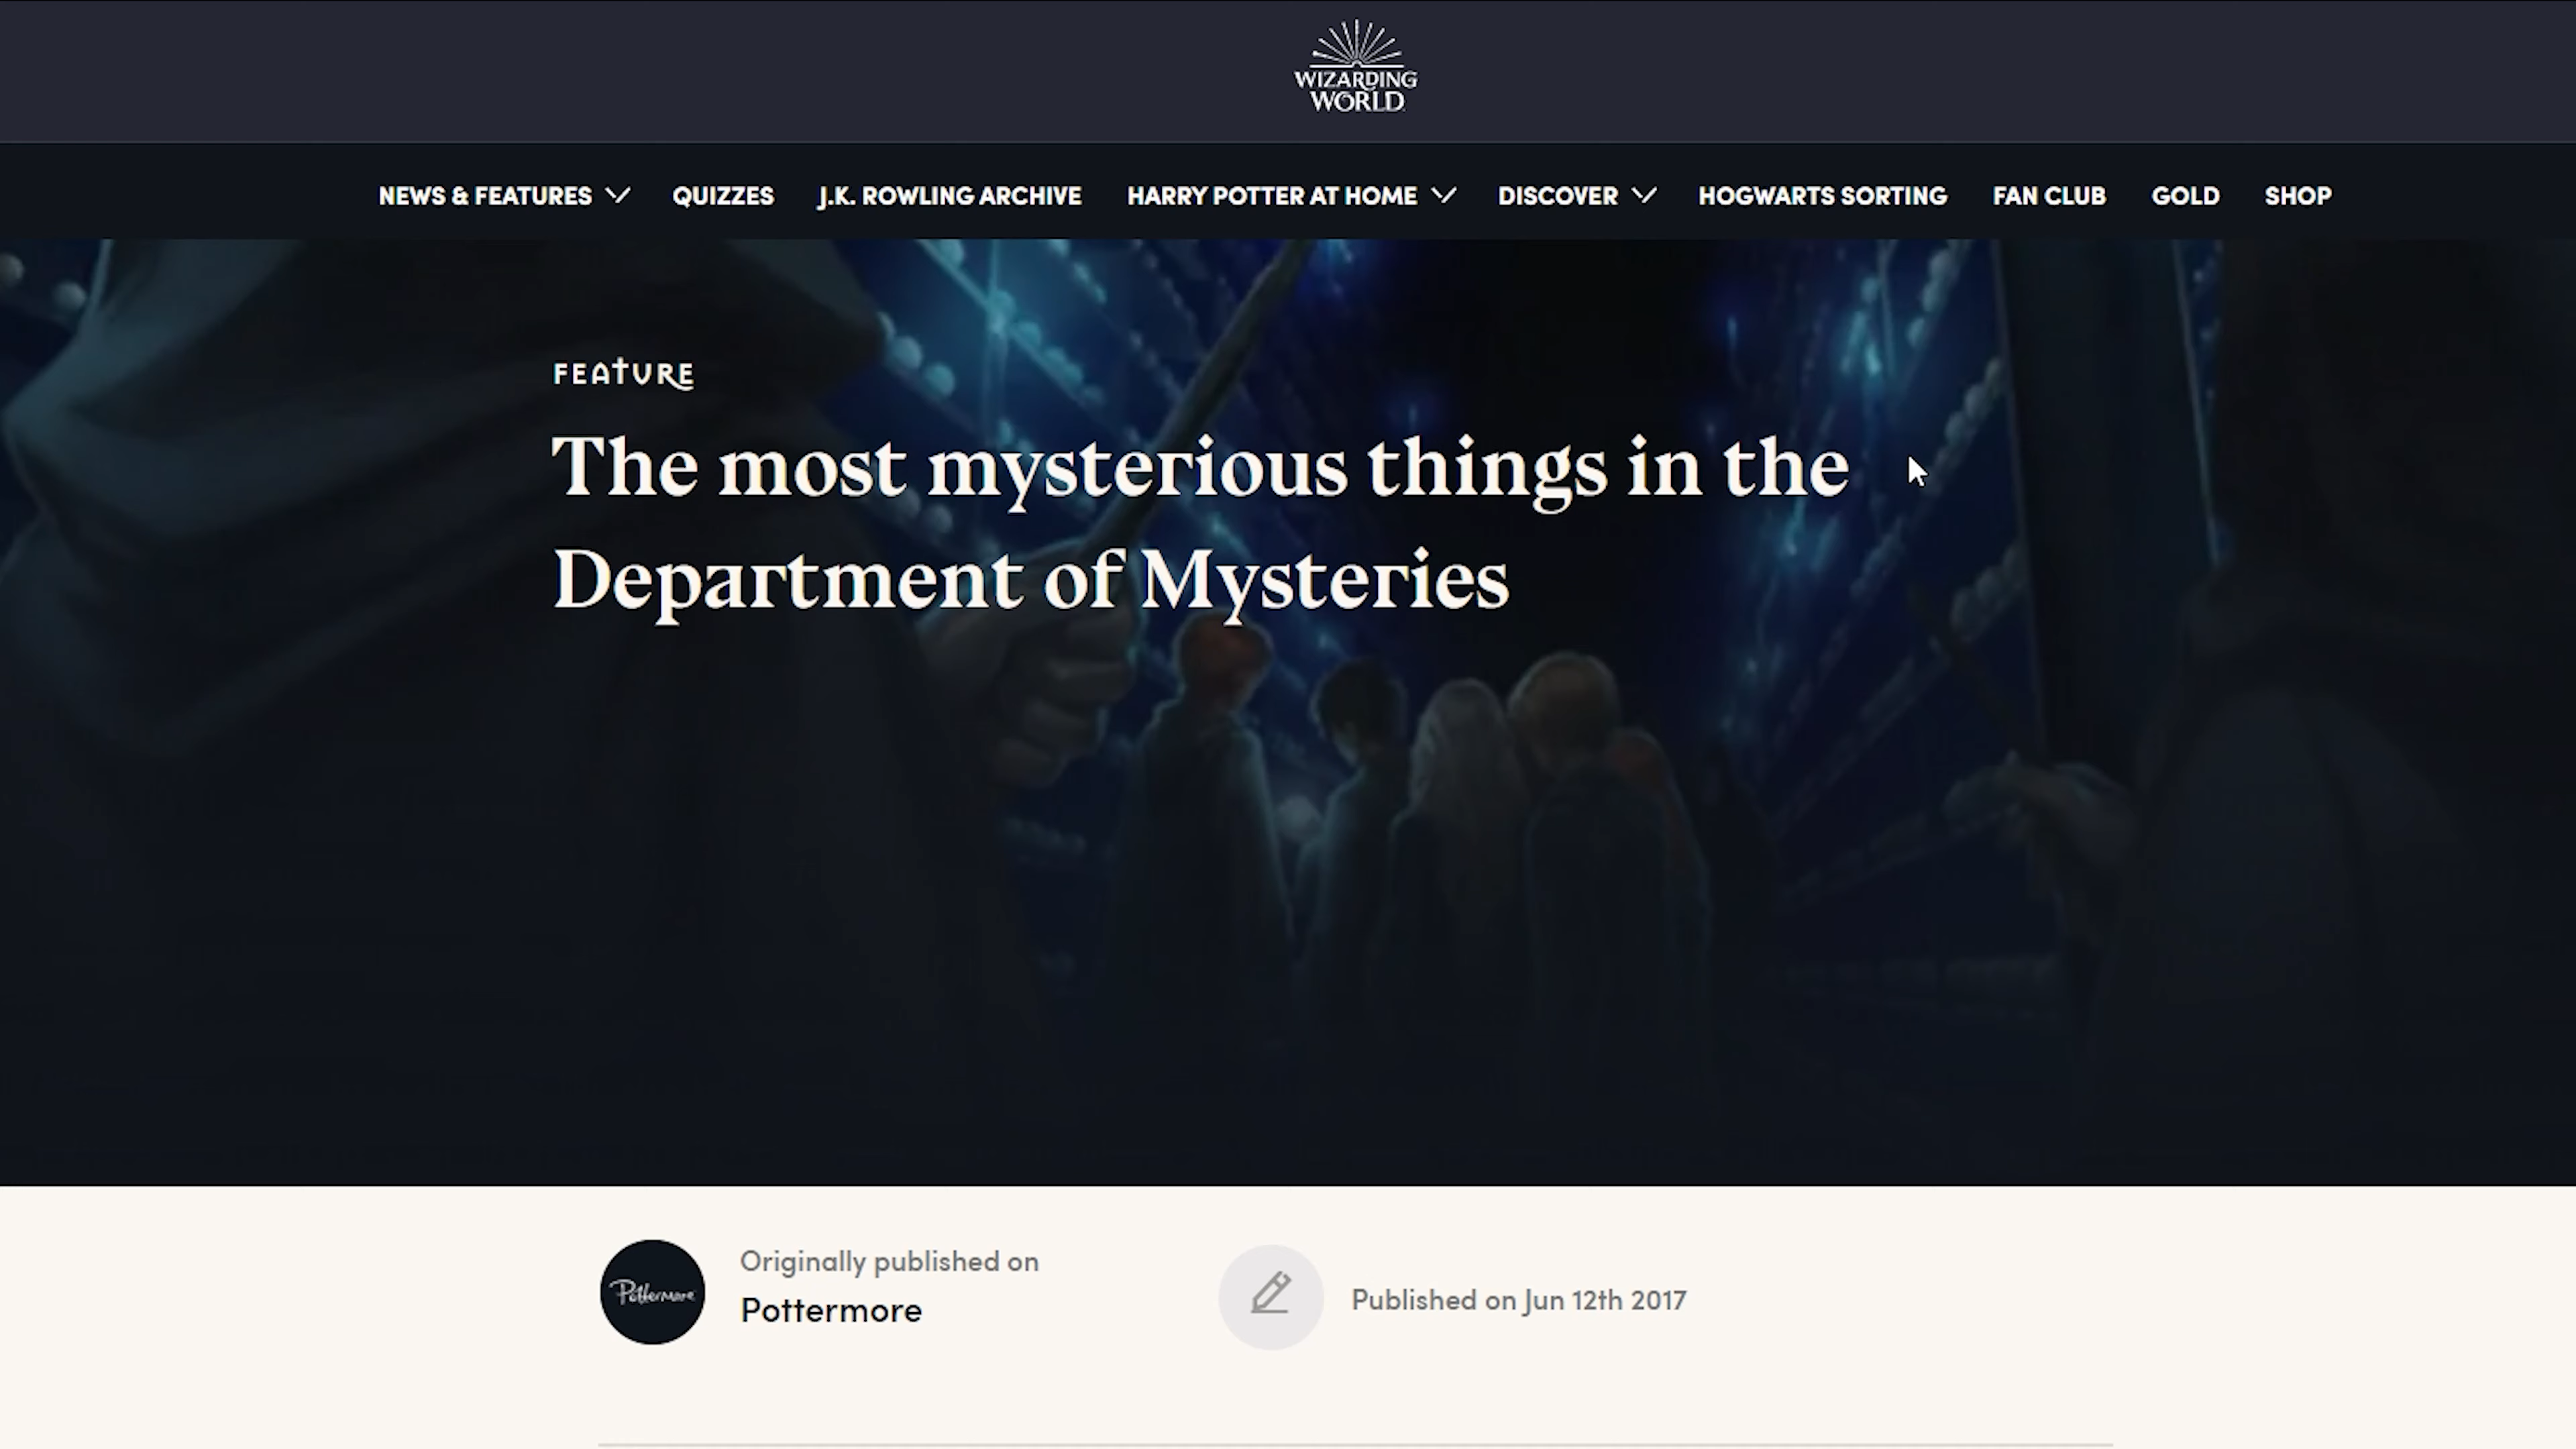 WIZARDING
WORLD
NEWS & FEATURES QUIZZES J.K. ROWLING ARCHIVE HARRY POTTER AT HOME DISCOVER HOGWARTS SORTING FAN CLUB GOLD SHOP
FEATURE
The most mysterious things in the
Department of Mysteries
Pottermore
Originally published on
Pottermore
Published on Jun 12th 2017